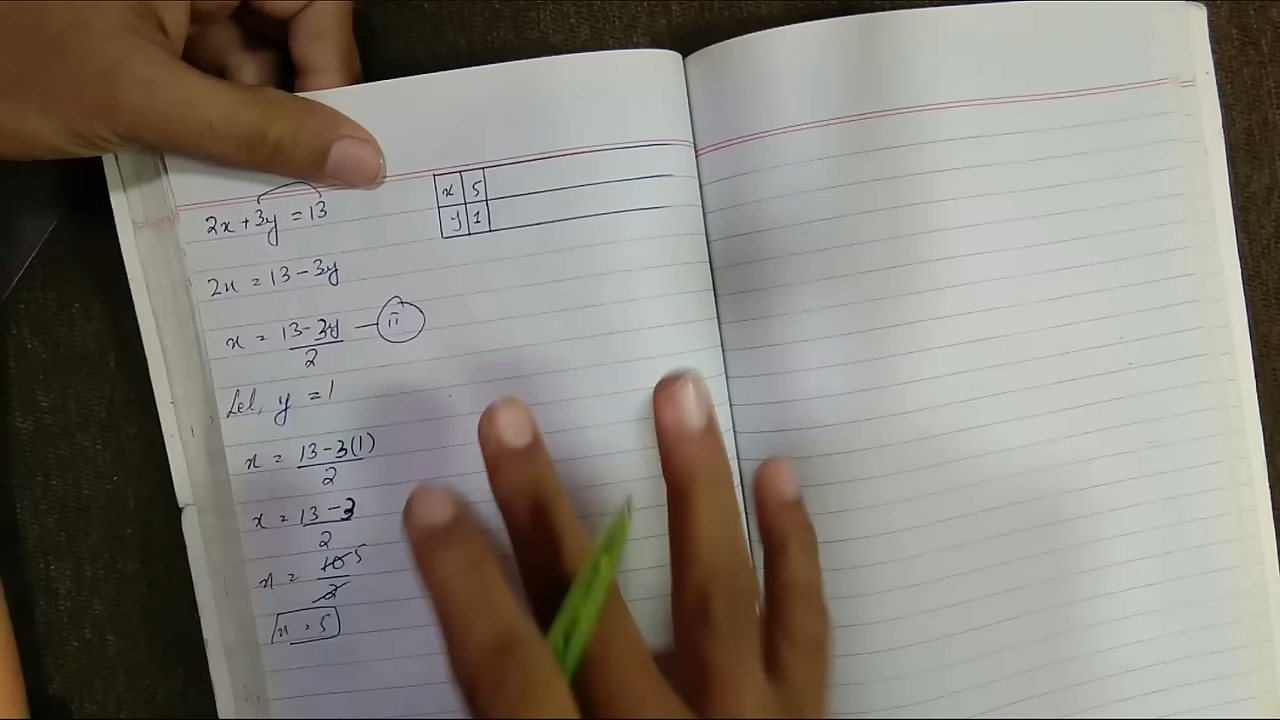 2x + 3y = 13
2x = 13 - 3y
x = 13 - 3y / 2 — (ii)
Let, y = 1
x = 13 - 3(1) / 2
x = 13 - 3 / 2
x = 10 5 / 2
x = 5
x 5
y 1